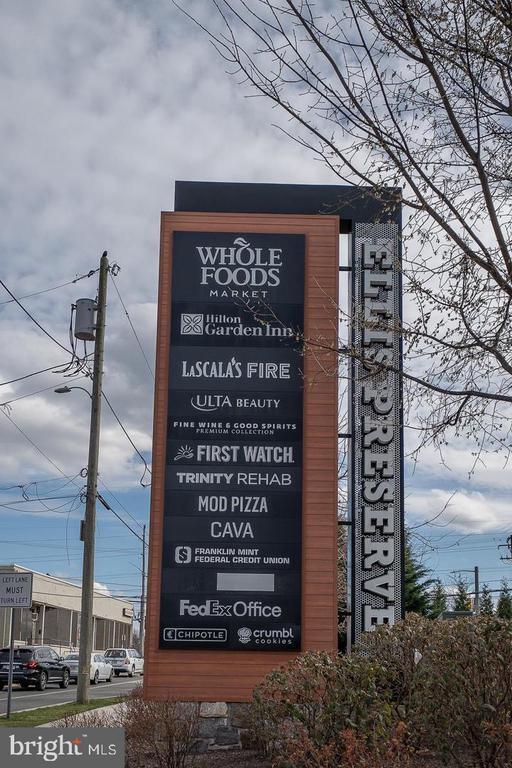 WHOLE
FOODS
MARKET
Hilton
Garden Inn
LaSCALA'S FIRE
ULTA BEAUTY
FINE WINE & GOOD SPIRITS
PREMIUM COLLECTION
FIRST WATCH
TRINITY REHAB
MOD PIZZA
CAVA
FRANKLIN MINT
FEDERAL CREDIT UNION
FedEx Office
CHIPOTLE
crumbl
cookies
ELLIS PRESERVE
LEFT LANE
MUST
TURN LEFT
bright MLS